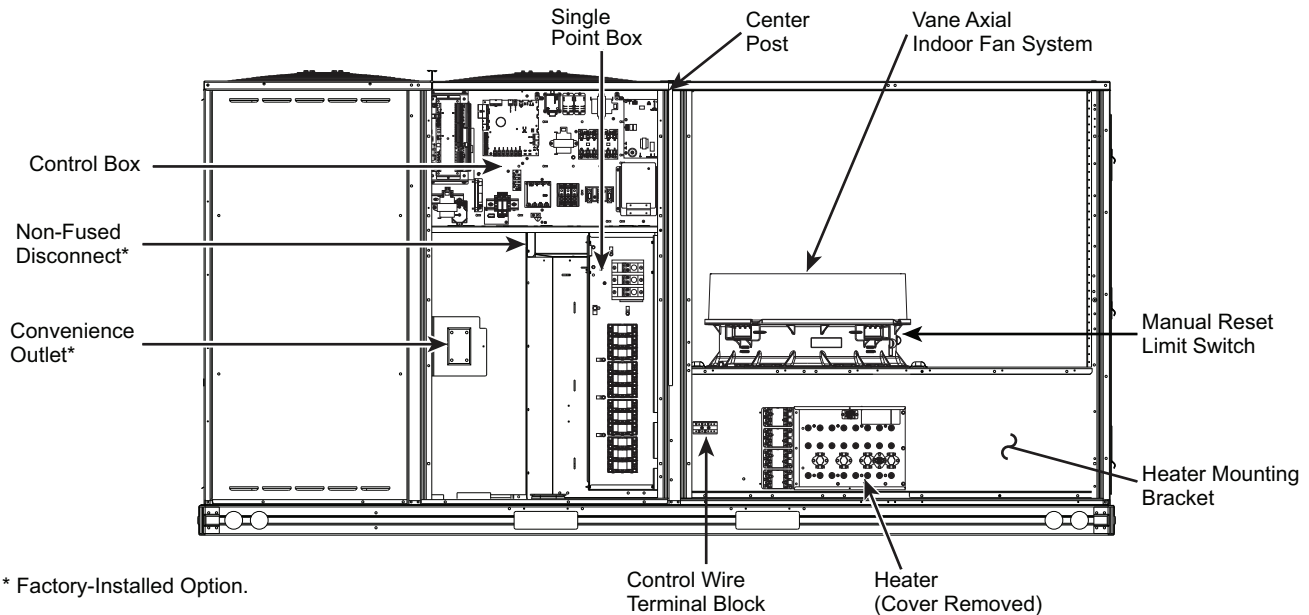 Single
Point Box
Center
Post
Vane Axial
Indoor Fan System
Control Box
Non-Fused
Disconnect*
Convenience
Outlet*
Manual Reset
Limit Switch
Heater Mounting
Bracket
* Factory-Installed Option.
Control Wire
Terminal Block
Heater
(Cover Removed)